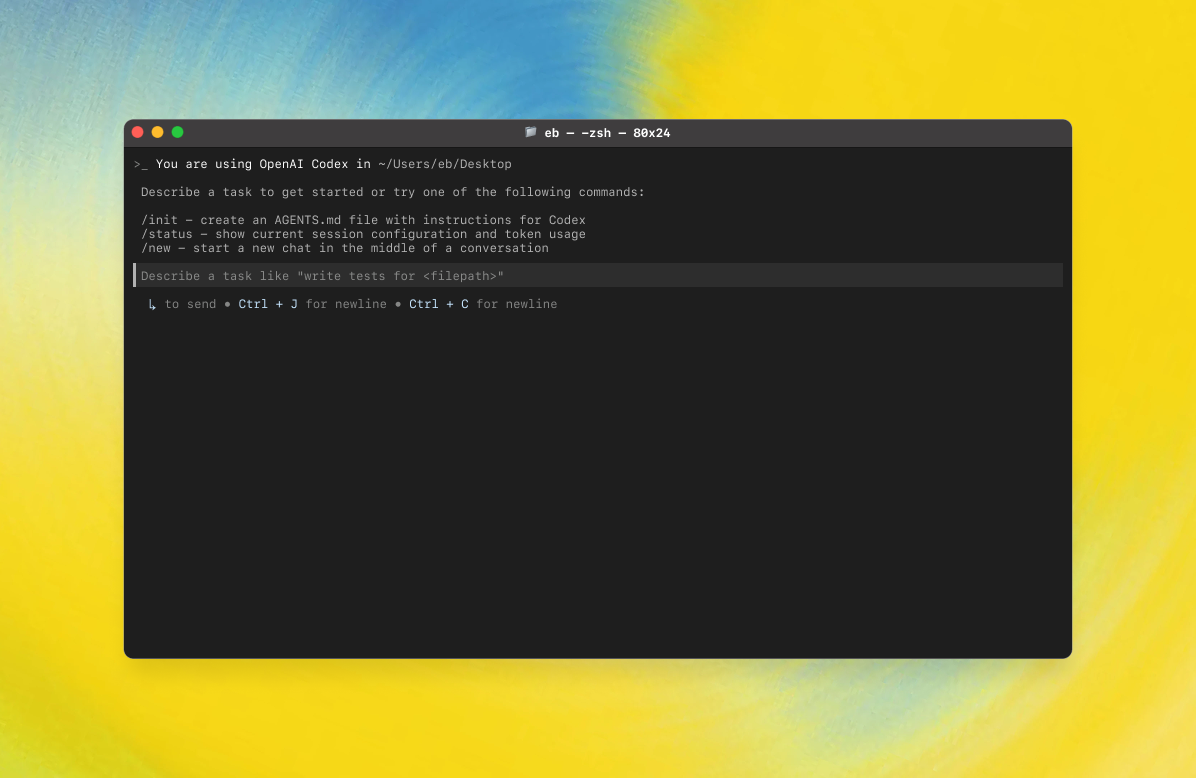 eb — -zsh — 80x24
>_ You are using OpenAI Codex in ~/Users/eb/Desktop
Describe a task to get started or try one of the following commands:
/init — create an AGENTS.md file with instructions for Codex
/status — show current session configuration and token usage
/new — start a new chat in the middle of a conversation
Describe a task like "write tests for <filepath>"
↳ to send • Ctrl + J for newline • Ctrl + C for newline